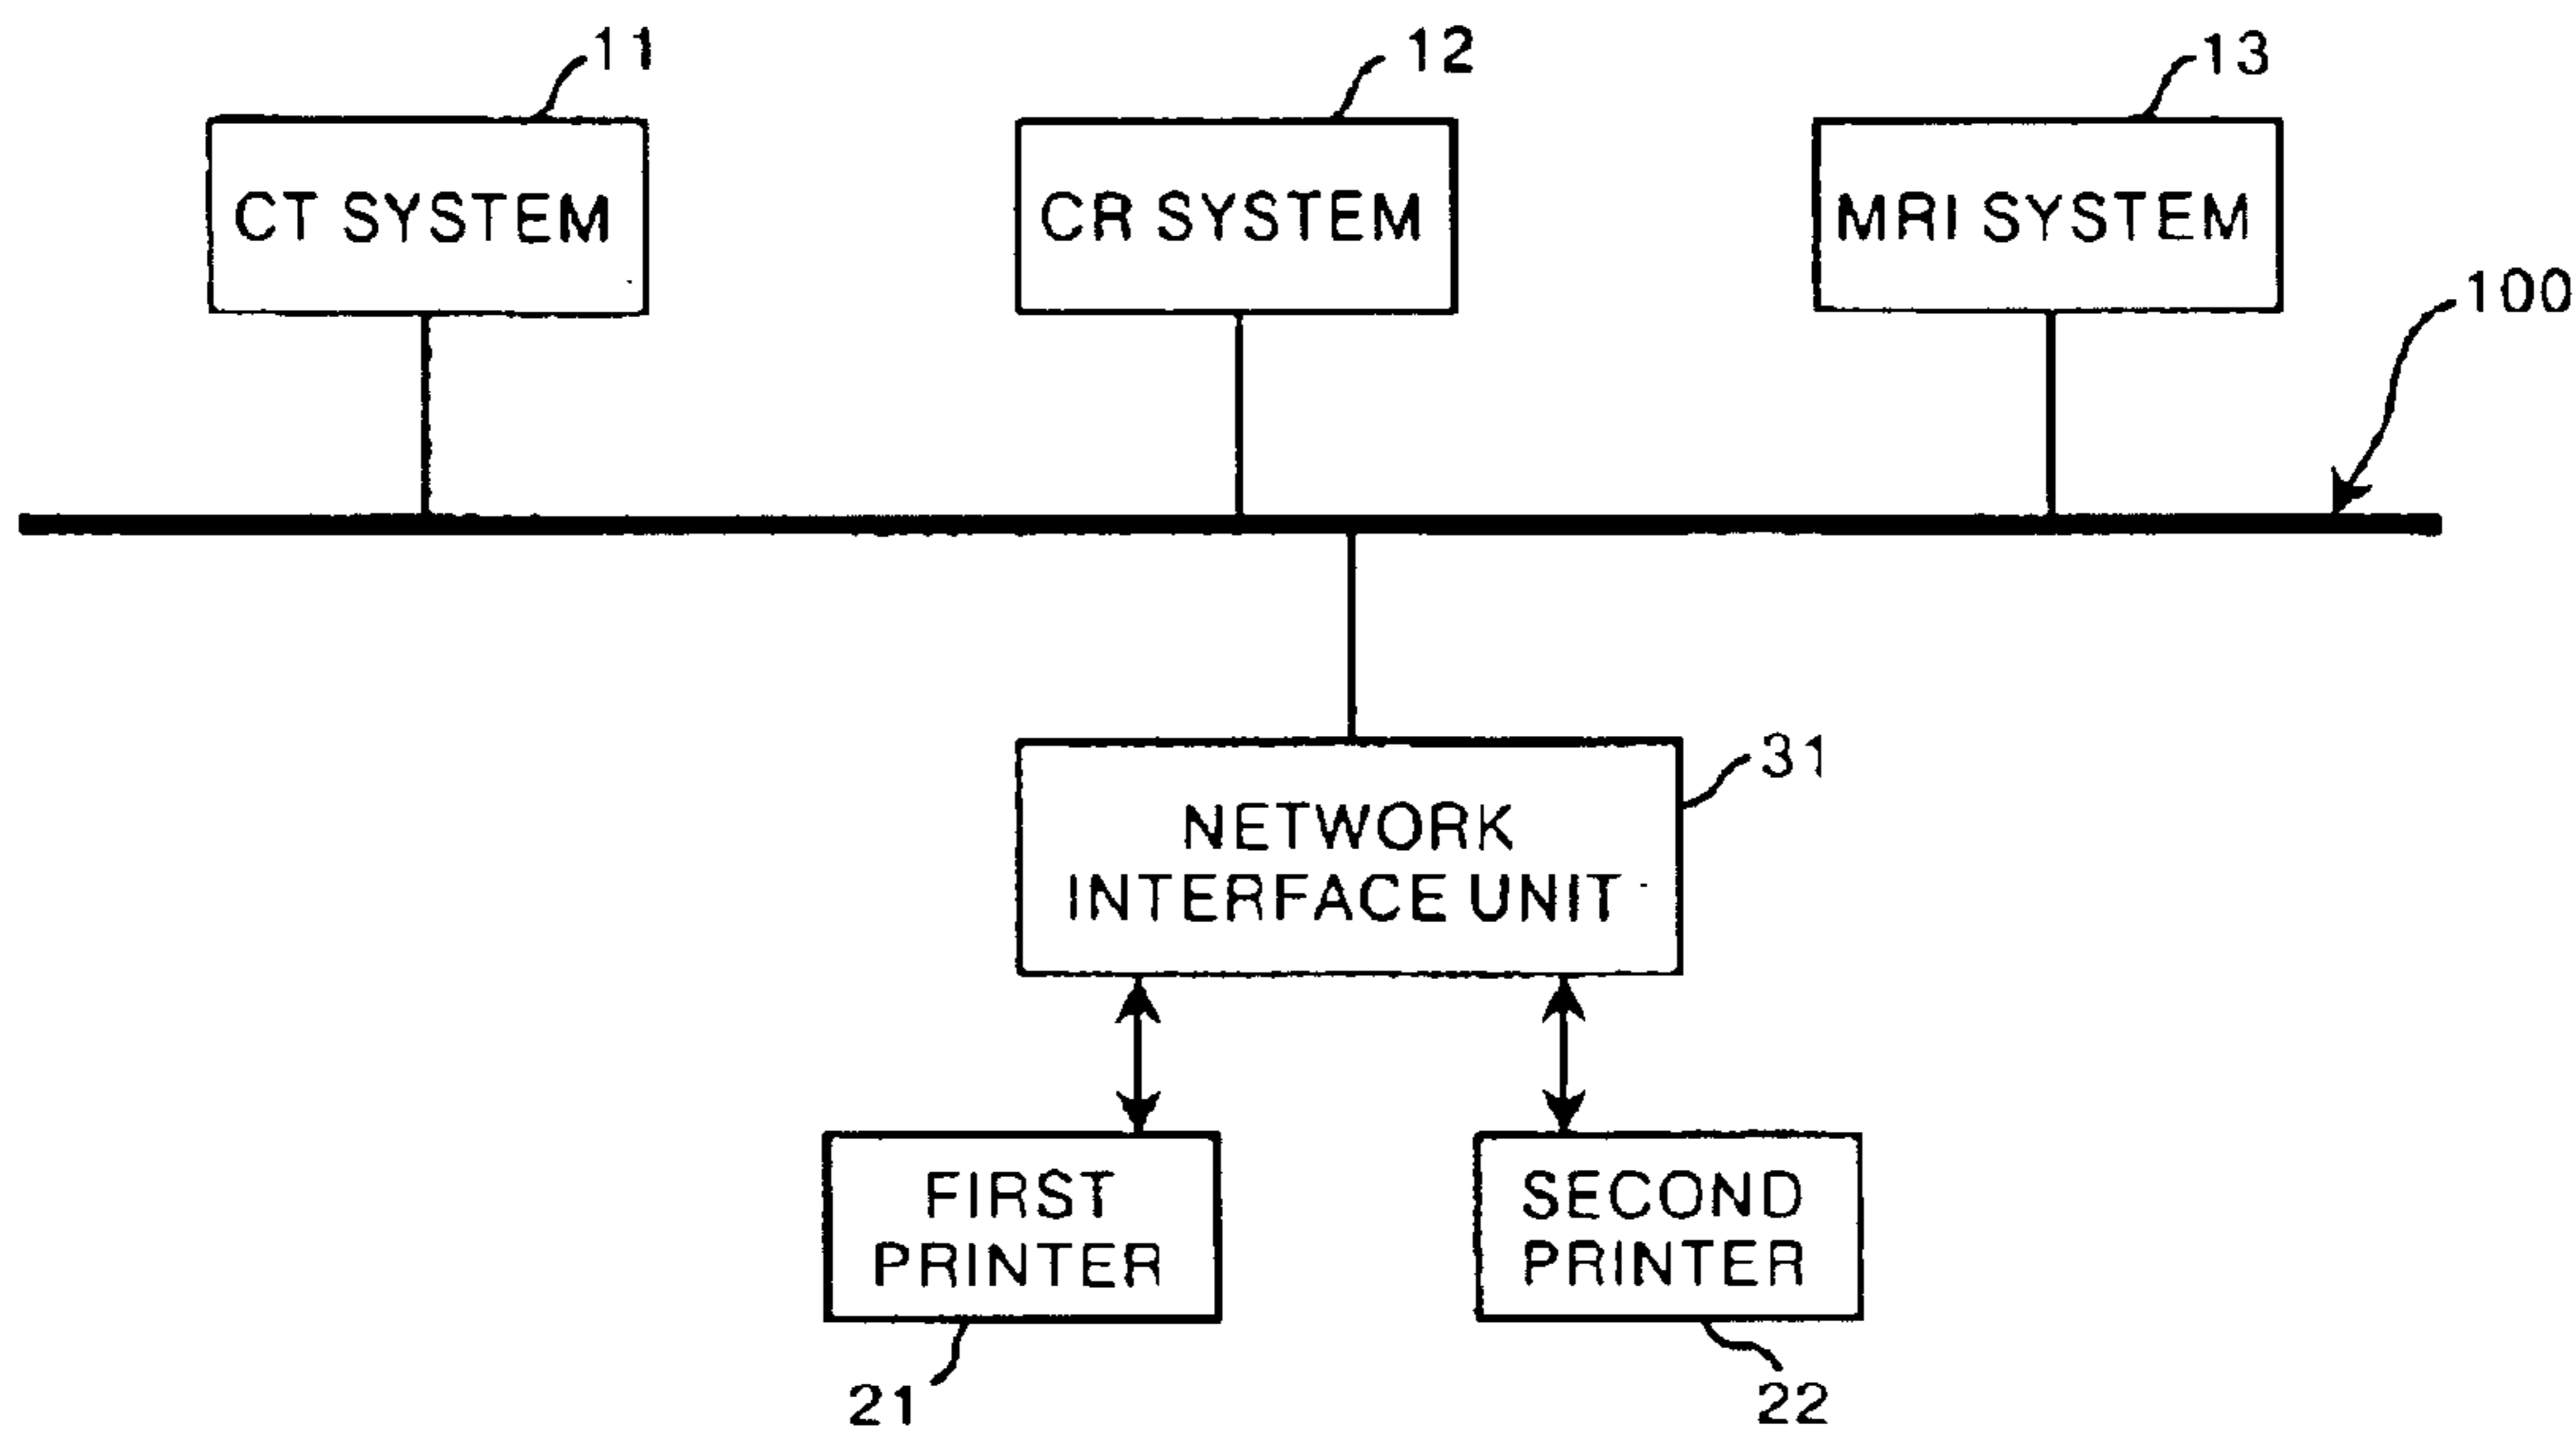 11
12
13
CT SYSTEM
CR SYSTEM
MRI SYSTEM
100
31
NETWORK
INTERFACE UNIT
FIRST
PRINTER
SECOND
PRINTER
21
22